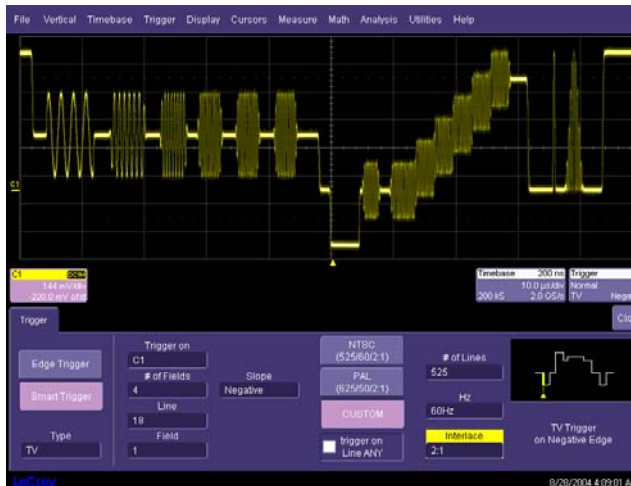 File Vertical Timebase Trigger Display Cursors Measure Math Analysis Utilities Help
C1
C1
144 mV/div
-220.0 mV
Timebase 200 ns
10.0 µs/div
200 kS 2.0 GS/s
Trigger
Normal
TV Nega
Trigger
Clo
Edge Trigger
Smart Trigger
Type
TV
Trigger on
C1
# of Fields
4
Line
18
Field
1
Slope
Negative
NTSC
(525/60/2:1)
PAL
(625/50/2:1)
CUSTOM
trigger on
Line ANY
# of Lines
525
Hz
60Hz
Interlace
2:1
TV Trigger
on Negative Edge
LeCroy
8/28/2004 4:09:01 A